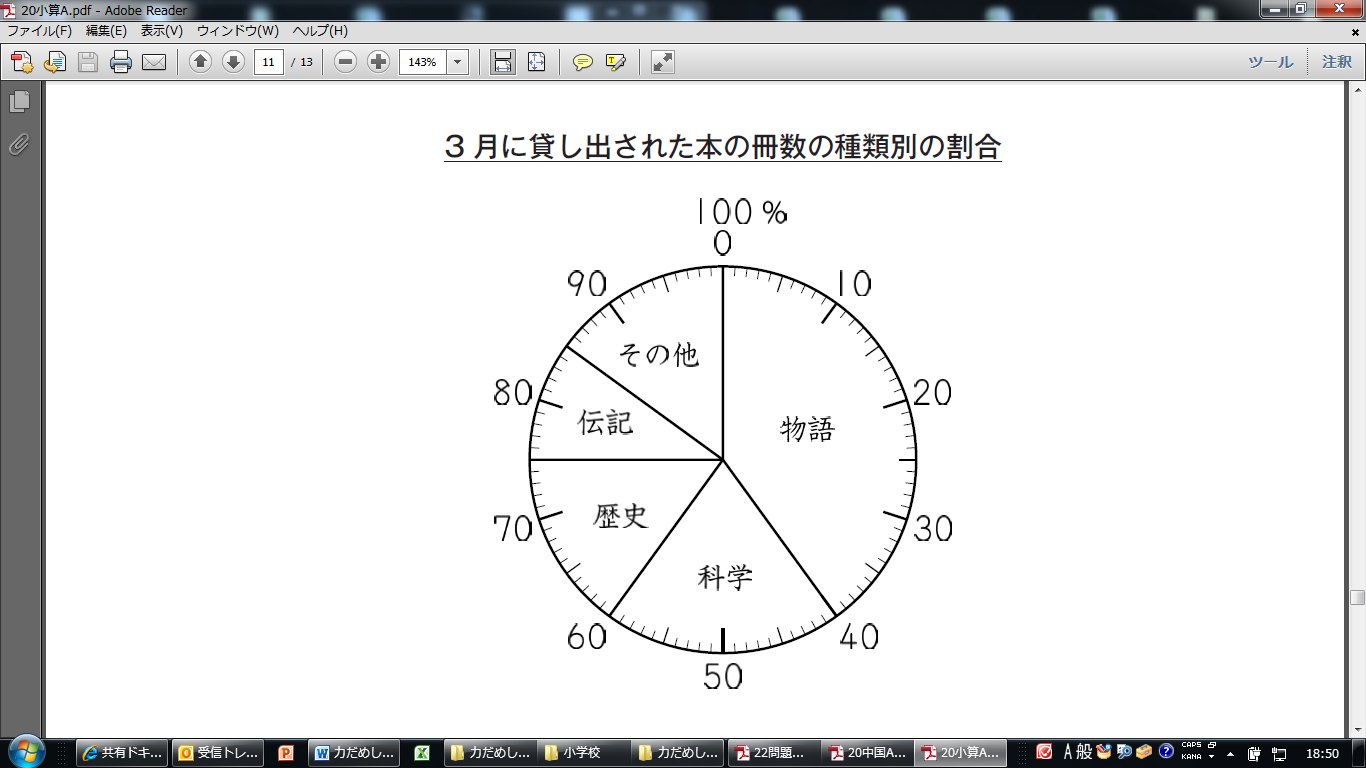 20小算A.pdf - Adobe Reader
ファイル(F) 編集(E) 表示(V) ウィンドウ(W) ヘルプ(H)
11 / 13 143% ツール 注釈
3月に貸し出された本の冊数の種類別の割合
100 %
0
90 10
その他
80 20
伝記 物語
歴史
70 30
科学
60 40
50
共有ドキ... 受信トレ... 力だめし... 力だめし... 小学校 力だめし... 22問題... 20中国A... 20小算A... A 般 CAPS KANA 18:50